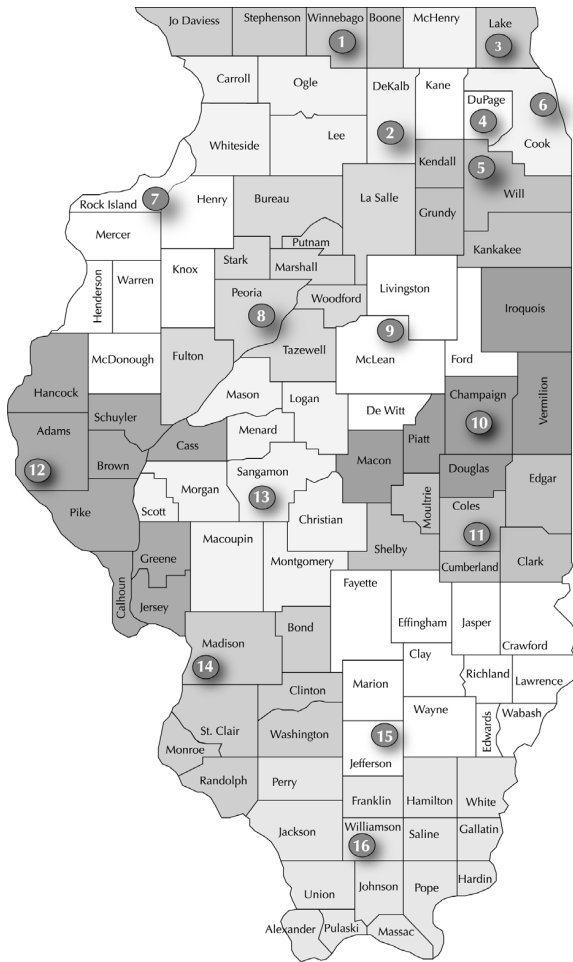 Jo Daviess
Stephenson
Winnebago
Boone
McHenry
Lake
1
3
Carroll
Ogle
DeKalb
Kane
DuPage
6
4
2
Cook
Whiteside
Lee
Kendall
5
Will
7
Rock Island
Henry
Bureau
La Salle
Grundy
Mercer
Putnam
Kankakee
Stark
Marshall
Henderson
Warren
Knox
Peoria
Woodford
Livingston
Iroquois
8
9
McDonough
Fulton
Tazewell
McLean
Ford
Hancock
Mason
Logan
Champaign
Vermilion
De Witt
Schuyler
Adams
Menard
Piatt
10
Cass
Macon
12
Brown
Sangamon
Douglas
13
Morgan
Edgar
Pike
Scott
Christian
Moultrie
Coles
11
Macoupin
Shelby
Greene
Montgomery
Cumberland
Clark
Calhoun
Jersey
Fayette
Effingham
Jasper
Crawford
Bond
Madison
14
Clay
Richland
Lawrence
Marion
Clinton
Wayne
Edwards
Wabash
St. Clair
Washington
15
Monroe
Jefferson
Randolph
Perry
Franklin
Hamilton
White
Jackson
Williamson
Saline
Gallatin
16
Union
Johnson
Pope
Hardin
Alexander
Pulaski
Massac